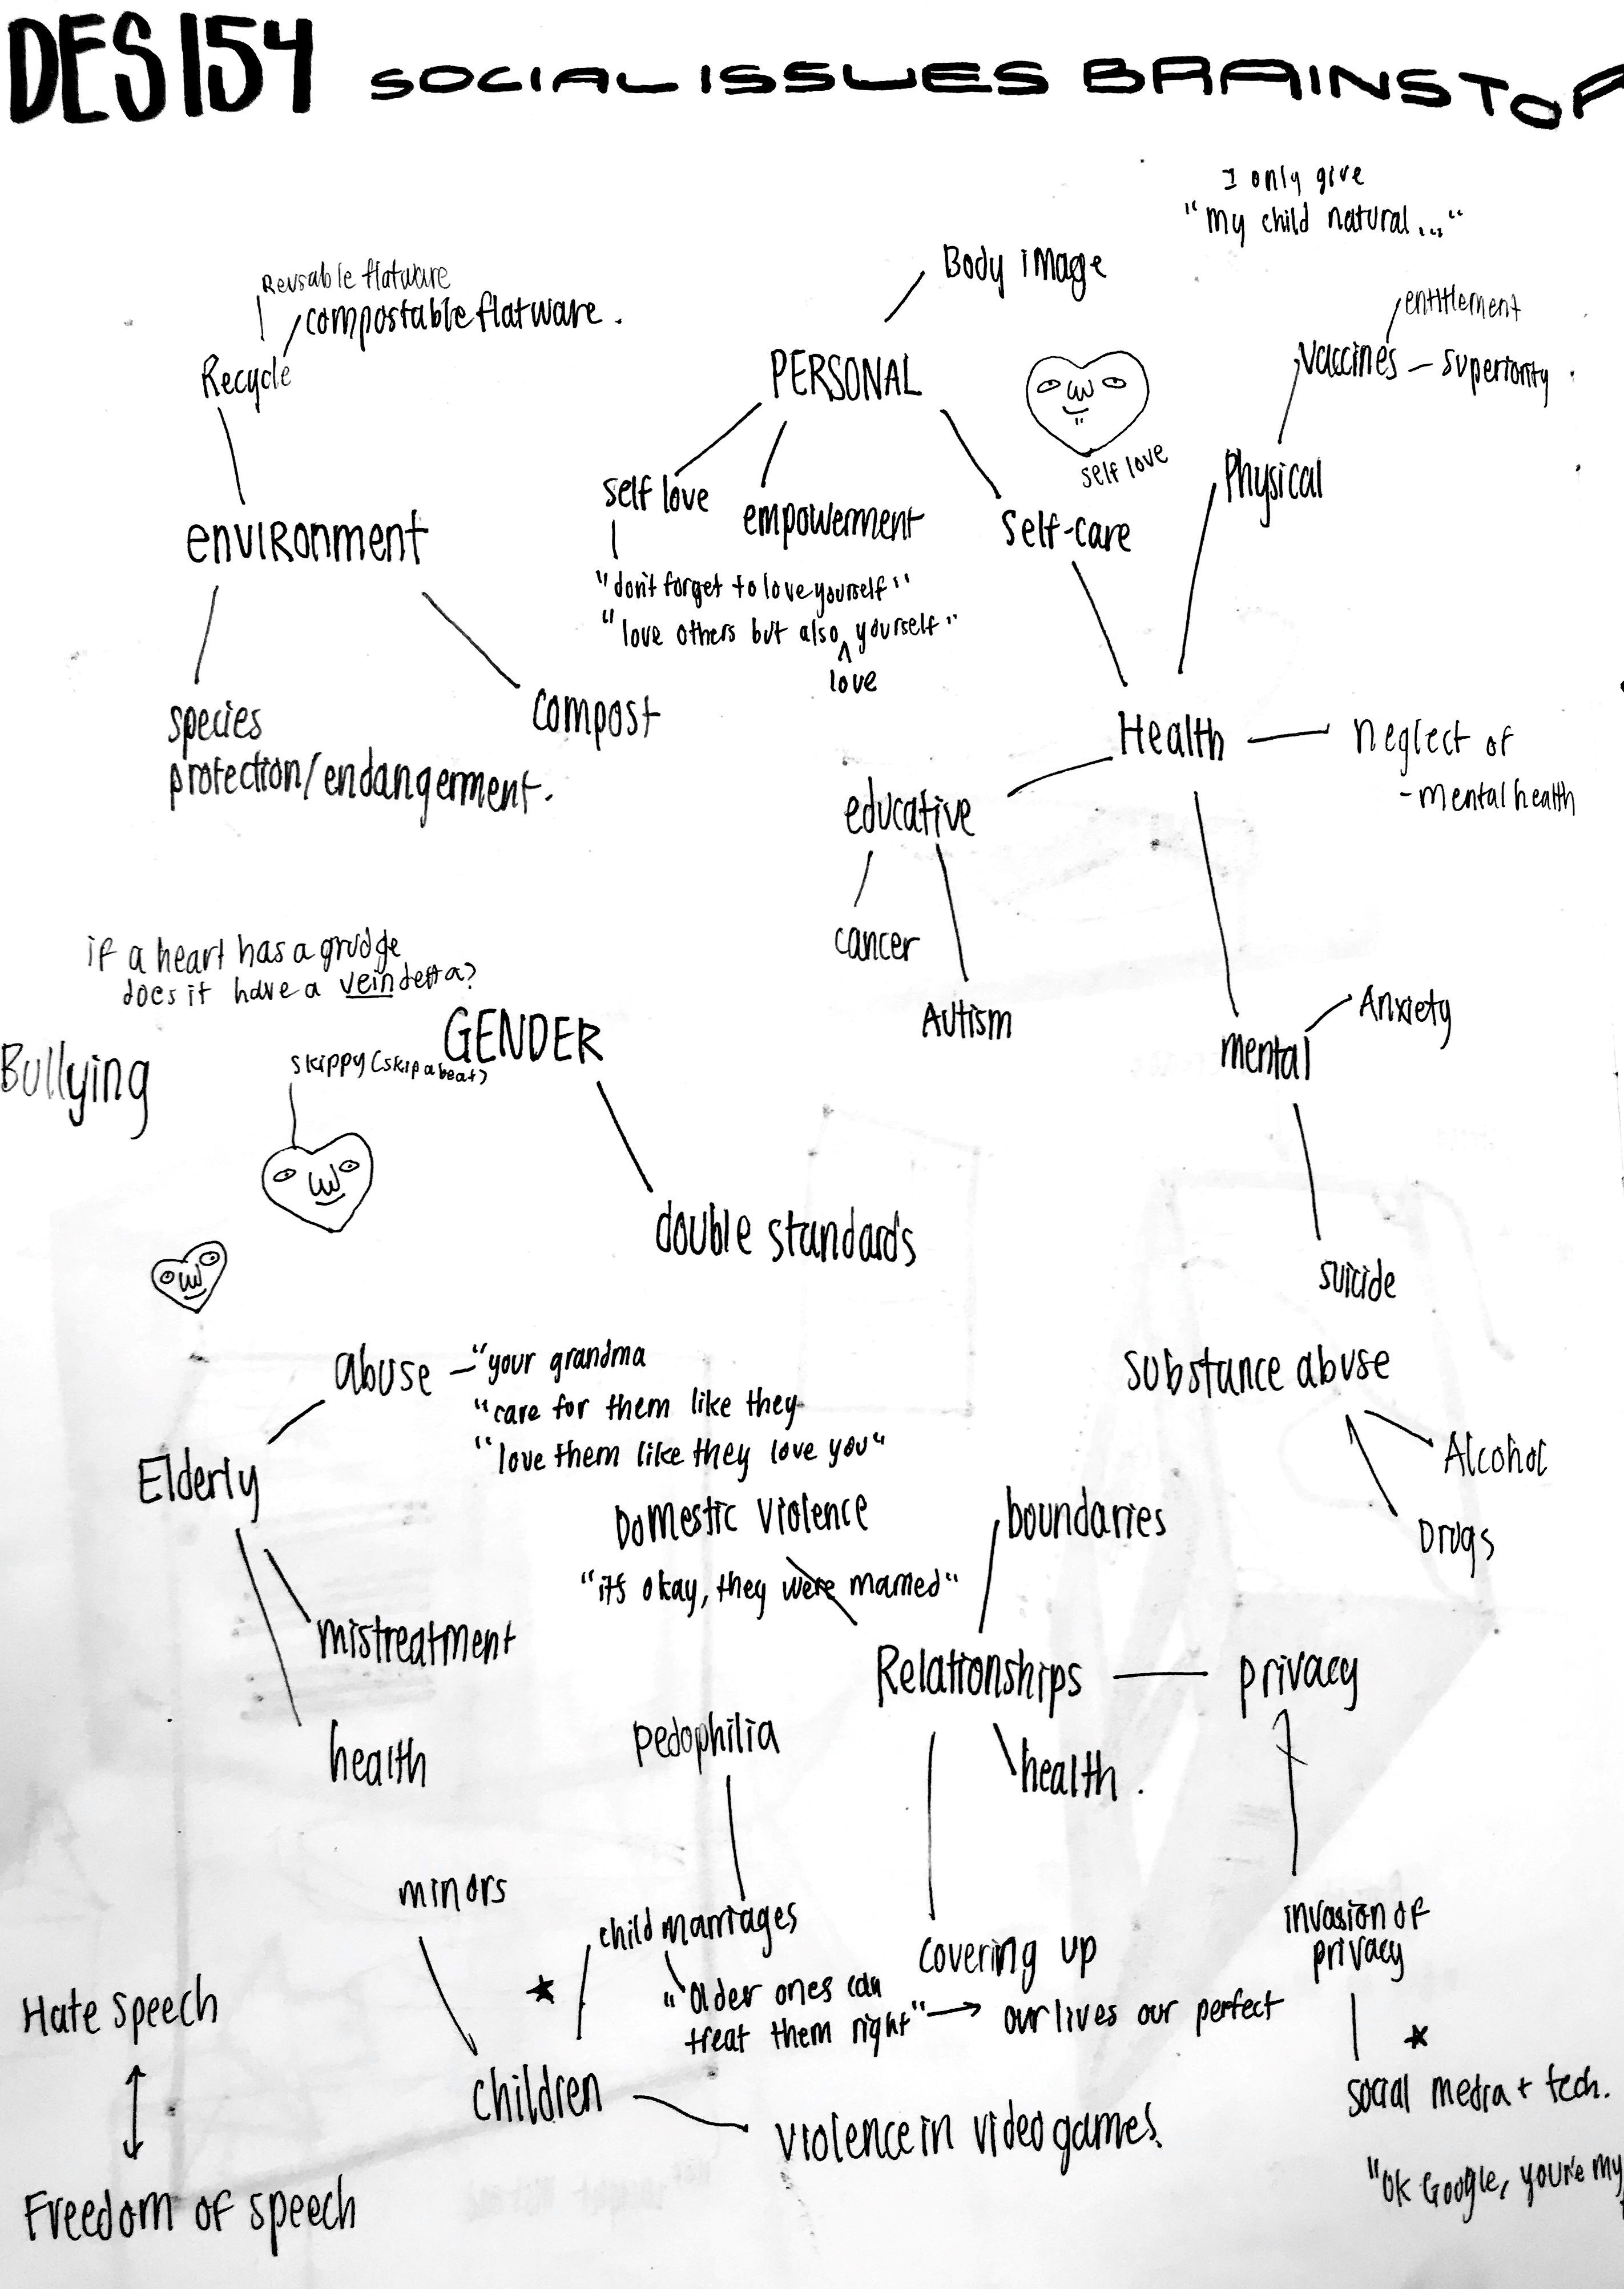 DES 154 SOCIAL ISSUES BRAINSTO
I only give
"my child natural..."
Body image
Reusable flatware
compostable flatware.
Recycle
entitlement
vaccines – superiority
PERSONAL
self love
Physical
self love
empowerment
Self-care
environment
"don't forget to love yourself"
"love others but also ^ yourself"
love
species
protection/endangerment.
compost
Health
neglect of
- mental health
educative
cancer
Autism
if a heart has a grudge
does it have a veindetta?
GENDER
skippy (skip a beat)
Bullying
Anxiety
mental
double standards
suicide
abuse – "your grandma
"care for them like they
"love them like they love you"
substance abuse
Alcohol
Drugs
Elderly
Domestic Violence
"it's okay, they were married"
boundaries
mistreatment
Relationships
privacy
health
pedophilia
health.
minors
child marriages
covering up
invasion of
privacy
"older ones can
treat them right" → our lives our perfect
Hate speech
children
social media + tech.
violence in video games.
"OK Google, you're my
Freedom of speech